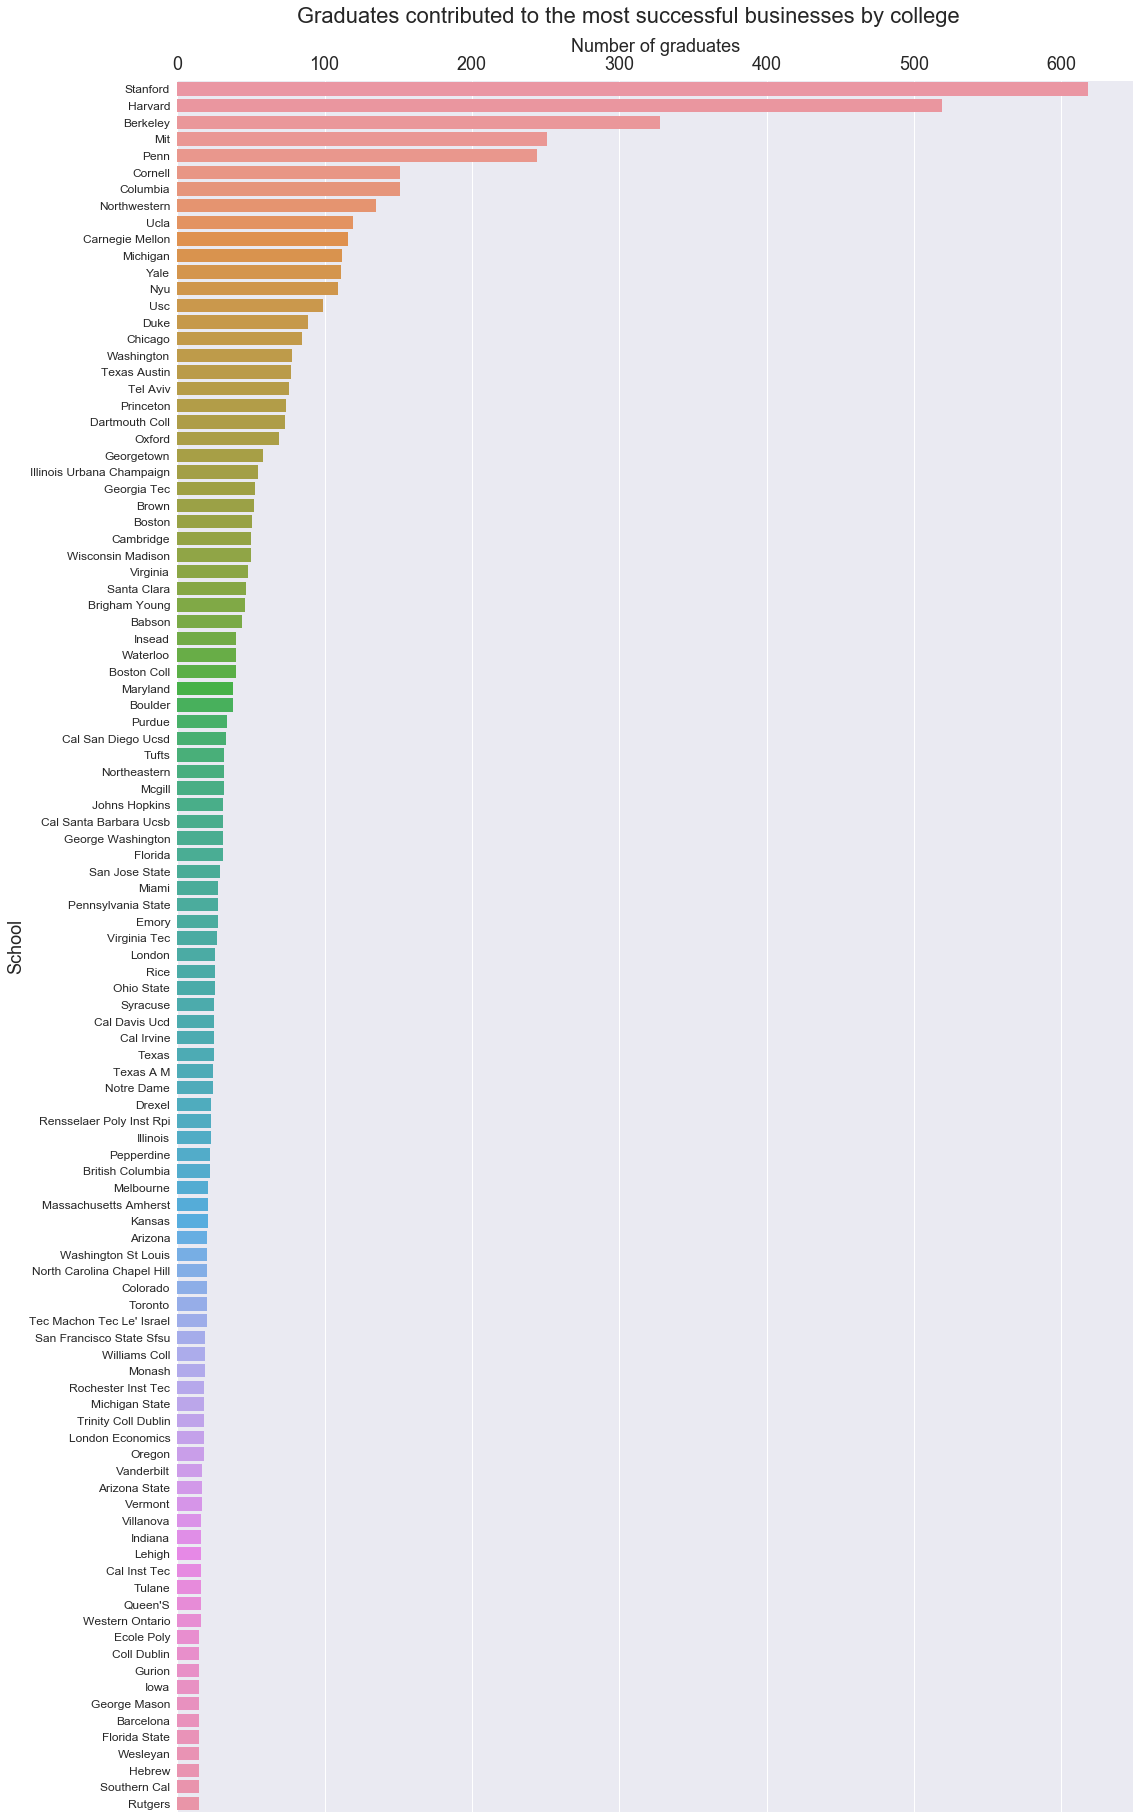 Graduates contributed to the most successful businesses by college
Number of graduates
0 100 200 300 400 500 600
Stanford
Harvard
Berkeley
Mit
Penn
Cornell
Columbia
Northwestern
Ucla
Carnegie Mellon
Michigan
Yale
Nyu
Usc
Duke
Chicago
Washington
Texas Austin
Tel Aviv
Princeton
Dartmouth Coll
Oxford
Georgetown
Illinois Urbana Champaign
Georgia Tec
Brown
Boston
Cambridge
Wisconsin Madison
Virginia
Santa Clara
Brigham Young
Babson
Insead
Waterloo
Boston Coll
Maryland
Boulder
Purdue
Cal San Diego Ucsd
Tufts
Northeastern
Mcgill
Johns Hopkins
Cal Santa Barbara Ucsb
George Washington
Florida
San Jose State
Miami
Pennsylvania State
Emory
Virginia Tec
London
Rice
Ohio State
Syracuse
Cal Davis Ucd
Cal Irvine
Texas
Texas A M
Notre Dame
Drexel
Rensselaer Poly Inst Rpi
Illinois
Pepperdine
British Columbia
Melbourne
Massachusetts Amherst
Kansas
Arizona
Washington St Louis
North Carolina Chapel Hill
Colorado
Toronto
Tec Machon Tec Le' Israel
San Francisco State Sfsu
Williams Coll
Monash
Rochester Inst Tec
Michigan State
Trinity Coll Dublin
London Economics
Oregon
Vanderbilt
Arizona State
Vermont
Villanova
Indiana
Lehigh
Cal Inst Tec
Tulane
Queen'S
Western Ontario
Ecole Poly
Coll Dublin
Gurion
Iowa
George Mason
Barcelona
Florida State
Wesleyan
Hebrew
Southern Cal
Rutgers
School